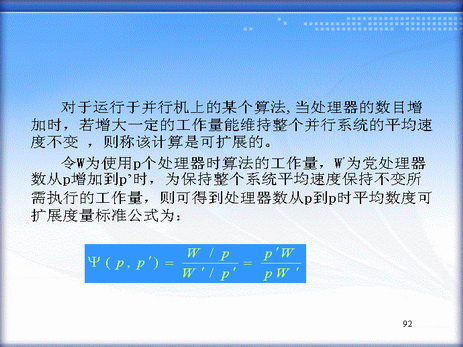 对于运行于并行机上的某个算法,当处理器的数目增
加时，若增大一定的工作量能维持整个并行系统的平均速
度不变 ，则称该计算是可扩展的。
令W为使用p个处理器时算法的工作量，W'为党处理器
数从p增加到p'时，为保持整个系统平均速度保持不变所
需执行的工作量，则可得到处理器数从p到p时平均数度可
扩展度量标准公式为：
Ψ ( p , p ′) = (W / p) / (W ′/ p′) = (p′W) / (p W ′)
92